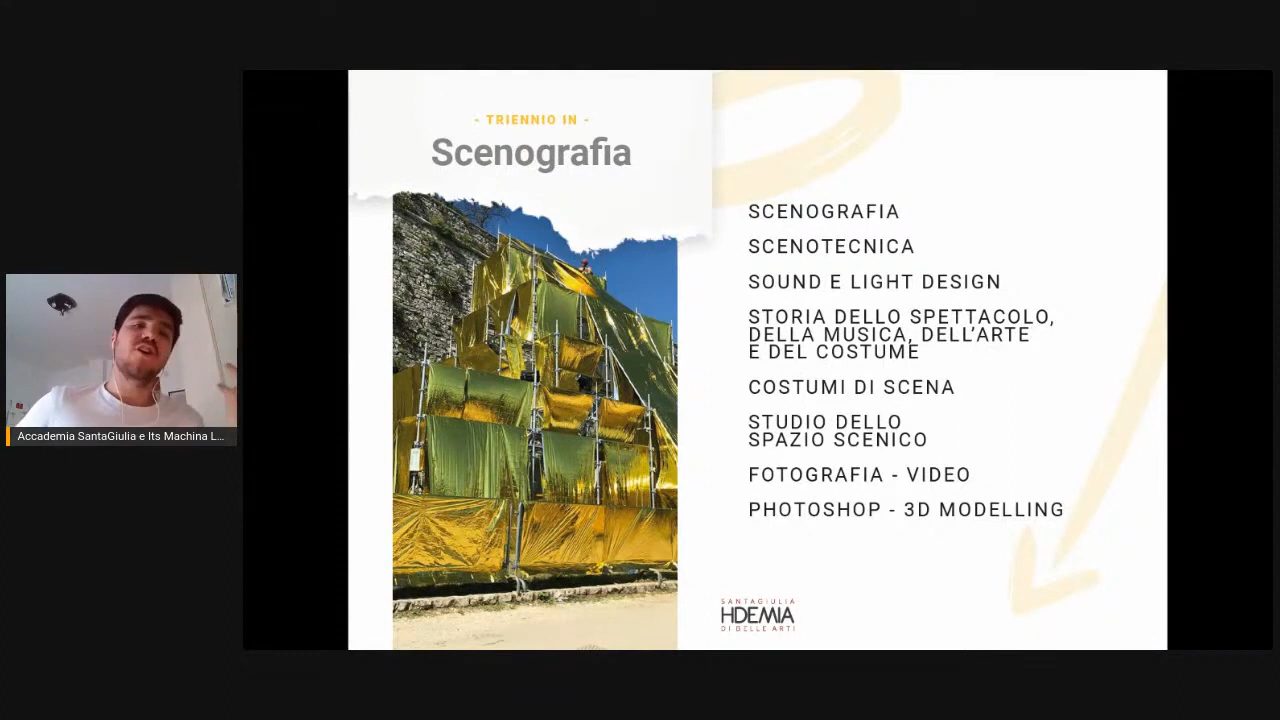 - TRIENNIO IN -
Scenografia
SCENOGRAFIA
SCENOTECNICA
SOUND E LIGHT DESIGN
STORIA DELLO SPETTACOLO,
DELLA MUSICA, DELL'ARTE
E DEL COSTUME
COSTUMI DI SCENA
STUDIO DELLO
SPAZIO SCENICO
FOTOGRAFIA - VIDEO
PHOTOSHOP - 3D MODELLING
SANTAGIULIA
HDEMIA
DI BELLE ARTI
Accademia SantaGiulia e Its Machina L...